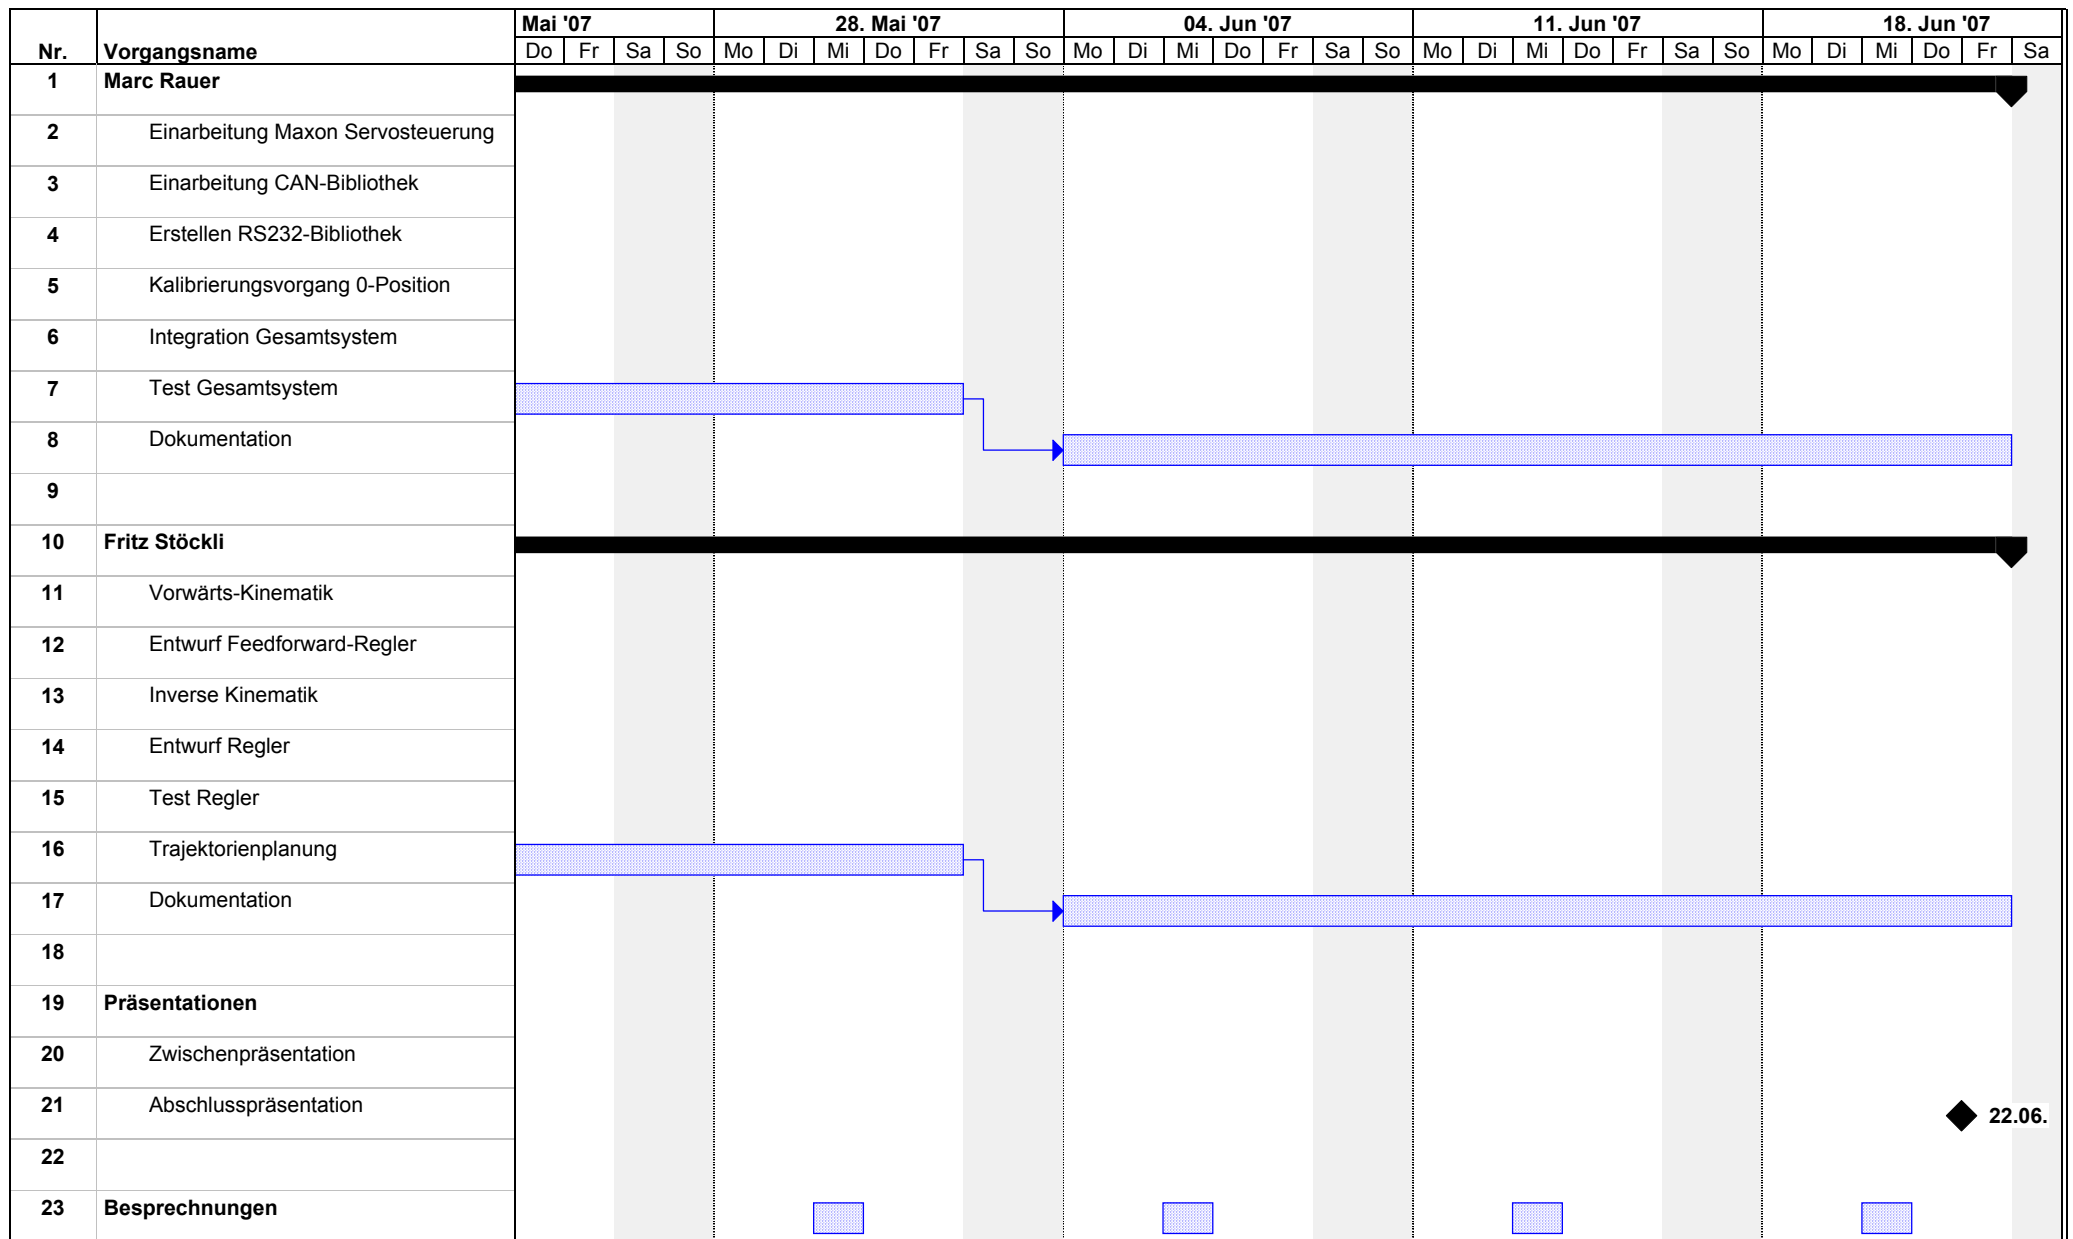 Mai '07 28. Mai '07 04. Jun '07 11. Jun '07 18. Jun '07
Nr. Vorgangsname Do Fr Sa So Mo Di Mi Do Fr Sa So Mo Di Mi Do Fr Sa So Mo Di Mi Do Fr Sa So Mo Di Mi Do Fr Sa
1 Marc Rauer
2 Einarbeitung Maxon Servosteuerung
3 Einarbeitung CAN-Bibliothek
4 Erstellen RS232-Bibliothek
5 Kalibrierungsvorgang 0-Position
6 Integration Gesamtsystem
7 Test Gesamtsystem
8 Dokumentation
9
10 Fritz Stöckli
11 Vorwärts-Kinematik
12 Entwurf Feedforward-Regler
13 Inverse Kinematik
14 Entwurf Regler
15 Test Regler
16 Trajektorienplanung
17 Dokumentation
18
19 Präsentationen
20 Zwischenpräsentation
21 Abschlusspräsentation 22.06.
22
23 Besprechnungen